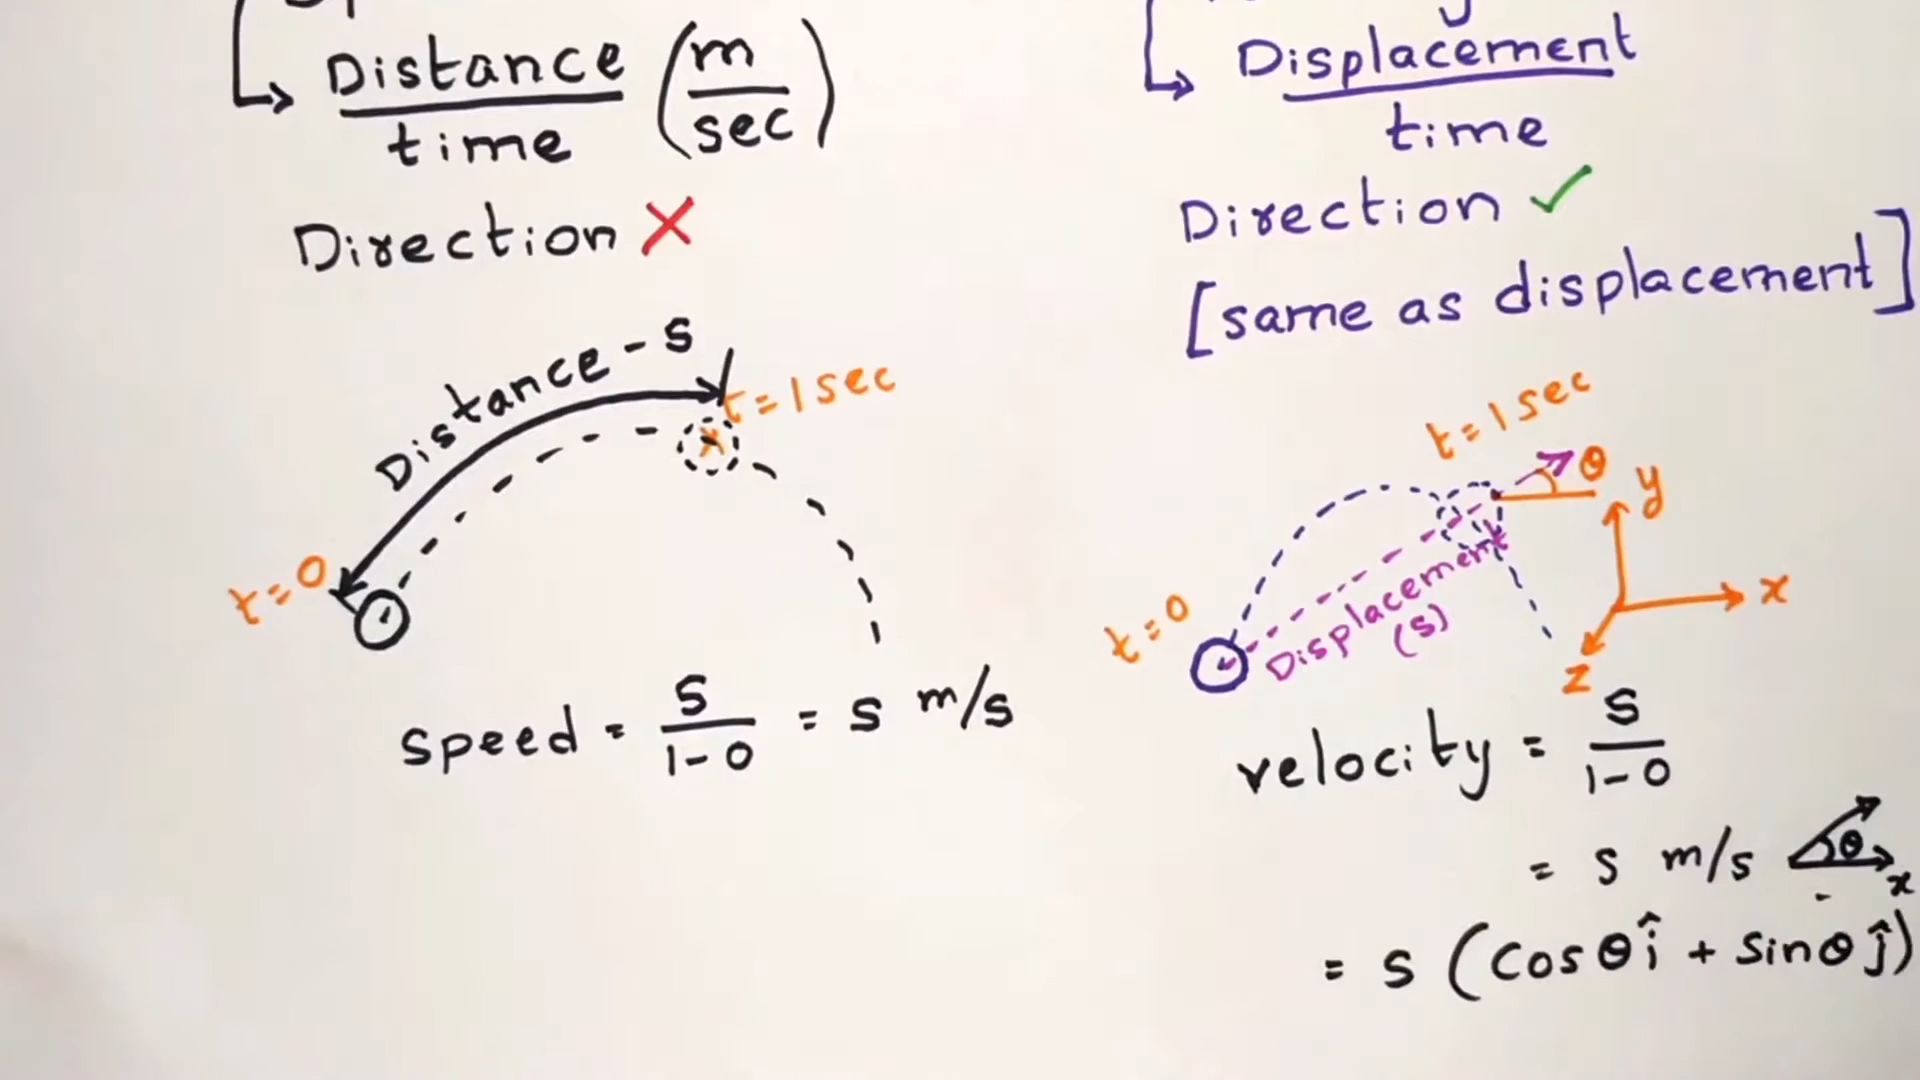 Distance (m
time sec)
Direction ✗
Distance - s
t = 1 sec
t = 0
speed = s/(1-0) = s m/s
Displacement
time
Direction ✓
[same as displacement]
t = 1 sec
θ
y
x
z
t = 0
Displacement
(s)
velocity = s/(1-0)
= s m/s θ x
= s (cosθ î + sinθ ĵ)